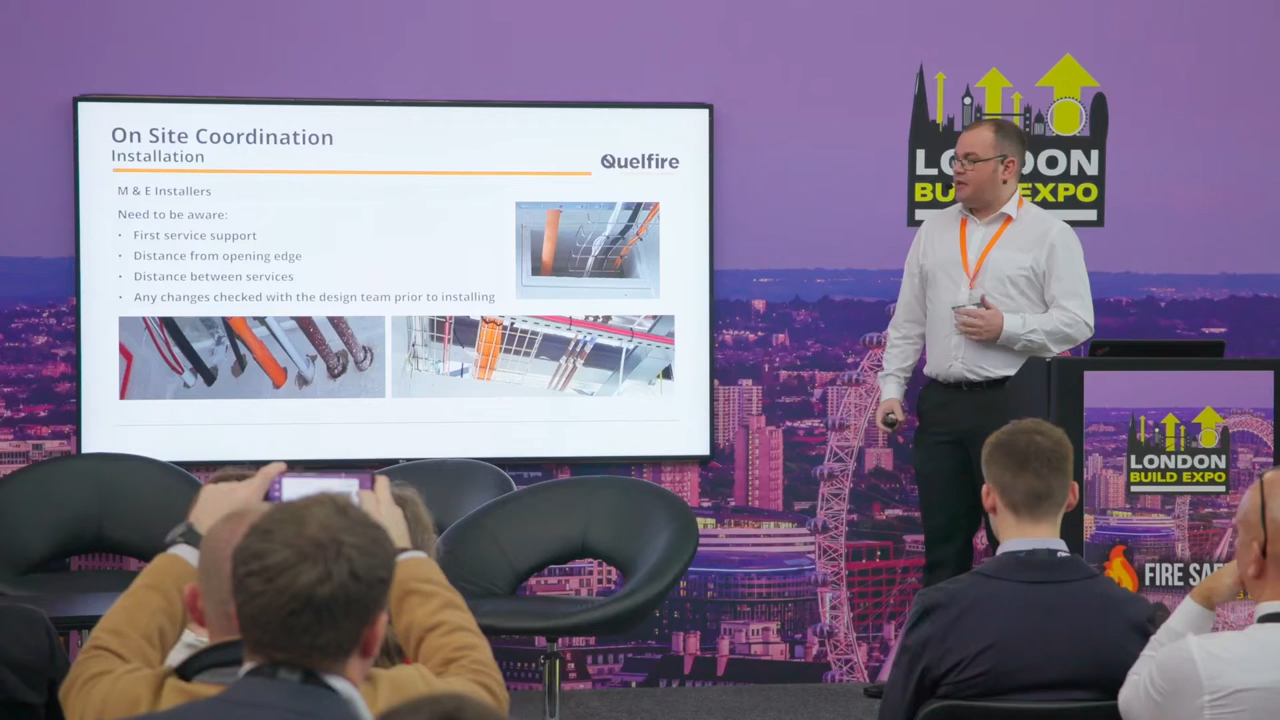 On Site Coordination
Installation
Quelfire
M & E Installers
Need to be aware:
• First service support
• Distance from opening edge
• Distance between services
• Any changes checked with the design team prior to installing
LONDON
BUILD EXPO
LONDON
BUILD EXPO
FIRE